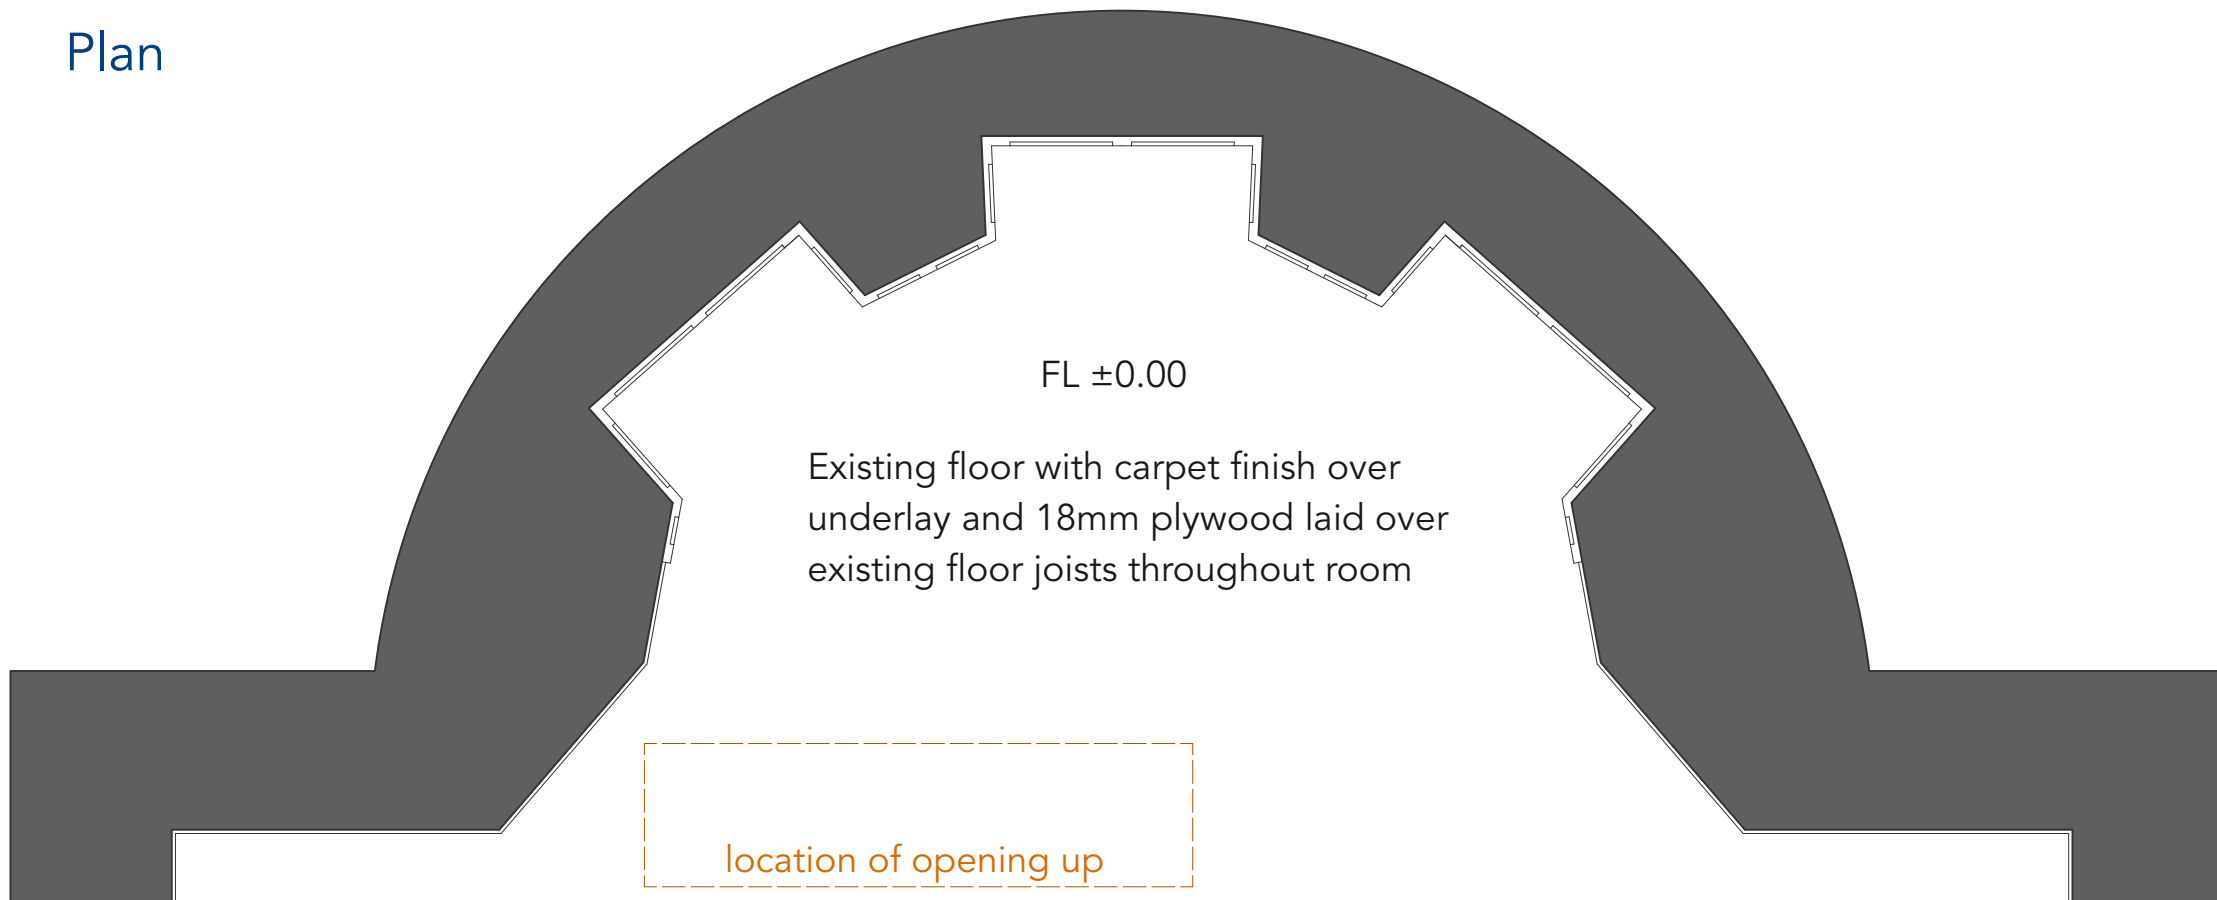 Plan
FL ±0.00
Existing floor with carpet finish over
underlay and 18mm plywood laid over
existing floor joists throughout room
location of opening up